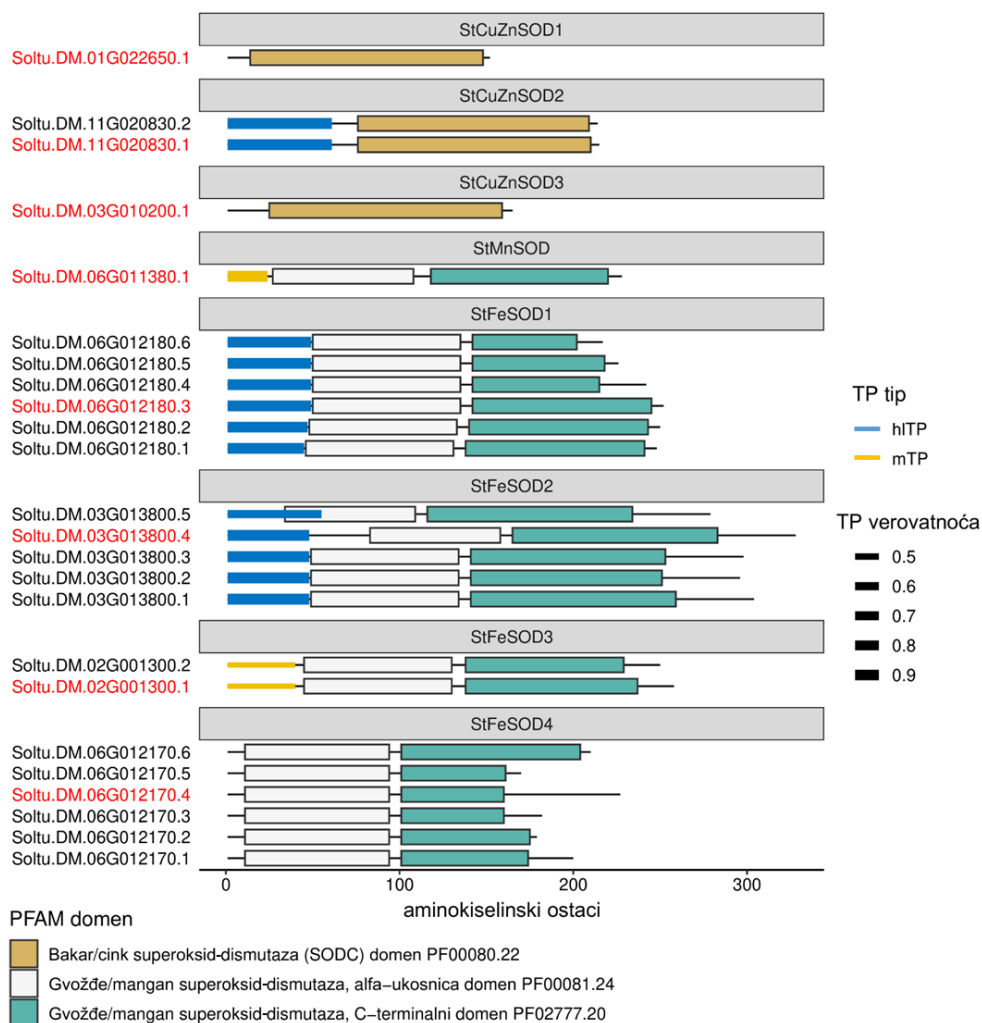 StCuZnSOD1
Soltu.DM.01G022650.1
StCuZnSOD2
Soltu.DM.11G020830.2
Soltu.DM.11G020830.1
StCuZnSOD3
Soltu.DM.03G010200.1
StMnSOD
Soltu.DM.06G011380.1
StFeSOD1
Soltu.DM.06G012180.6
Soltu.DM.06G012180.5
Soltu.DM.06G012180.4
Soltu.DM.06G012180.3
Soltu.DM.06G012180.2
Soltu.DM.06G012180.1
StFeSOD2
Soltu.DM.03G013800.5
Soltu.DM.03G013800.4
Soltu.DM.03G013800.3
Soltu.DM.03G013800.2
Soltu.DM.03G013800.1
StFeSOD3
Soltu.DM.02G001300.2
Soltu.DM.02G001300.1
StFeSOD4
Soltu.DM.06G012170.6
Soltu.DM.06G012170.5
Soltu.DM.06G012170.4
Soltu.DM.06G012170.3
Soltu.DM.06G012170.2
Soltu.DM.06G012170.1
0 100 200 300
aminokiselinski ostaci
TP tip
hlTP
mTP
TP verovatnoća
0.5
0.6
0.7
0.8
0.9
PFAM domen
Bakar/cink superoksid-dismutaza (SODC) domen PF00080.22
Gvožđe/mangan superoksid-dismutaza, alfa−ukosnica domen PF00081.24
Gvožđe/mangan superoksid-dismutaza, C−terminalni domen PF02777.20